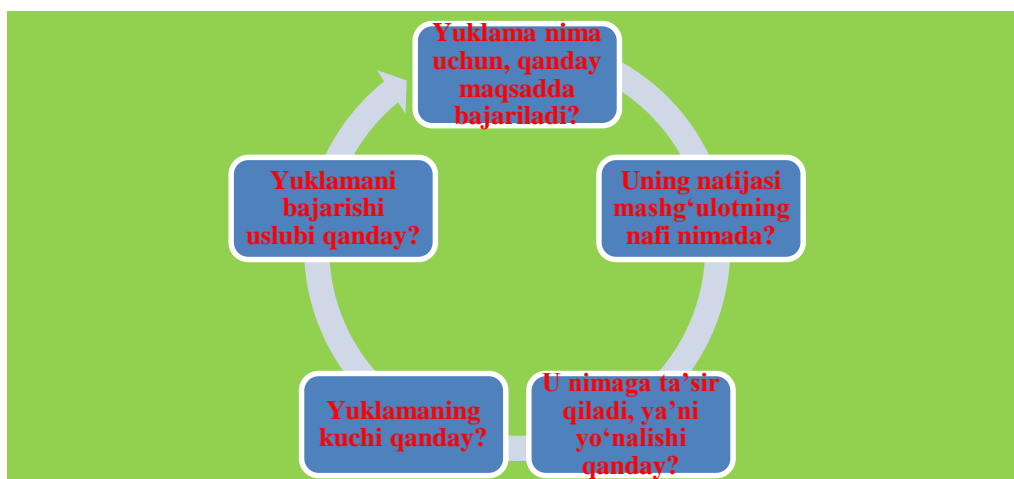 Yuklama nima
uchun, qanday
maqsadda
bajariladi?
Uning natijasi
mashg‘ulotning
nafi nimada?
U nimaga ta’sir
qiladi, ya’ni
yo‘nalishi
qanday?
Yuklamaning
kuchi qanday?
Yuklamani
bajarishi
uslubi qanday?